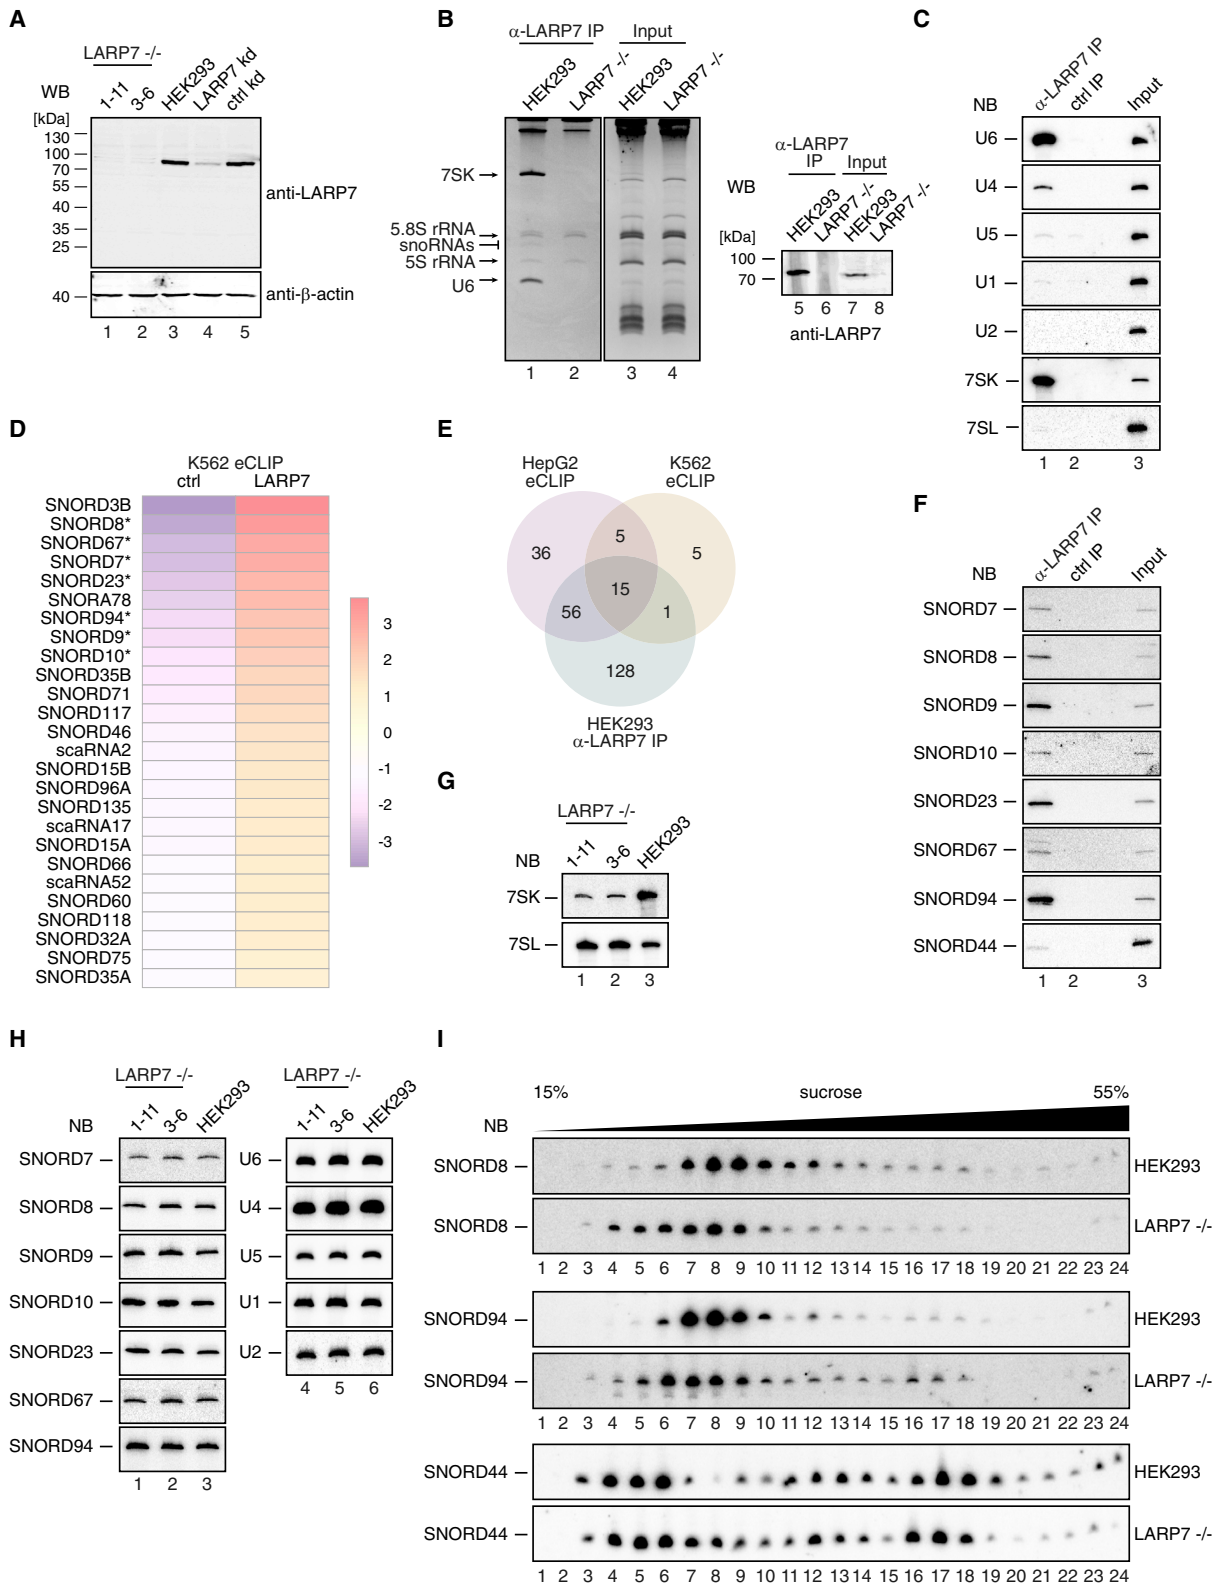 A
LARP7 -/-
WB
1-11
3-6
HEK293
LARP7 kd
ctrl kd
[kDa]
130
100
70
55
40
35
25
anti-LARP7
40
anti-β-actin
1 2 3 4 5
B
α-LARP7 IP
Input
HEK293
LARP7 -/-
HEK293
LARP7 -/-
7SK
5.8S rRNA
snoRNAs
5S rRNA
U6
1 2 3 4
α-LARP7
IP
Input
WB
HEK293
LARP7 -/-
HEK293
LARP7 -/-
[kDa]
100
70
5 6 7 8
anti-LARP7
C
NB
α-LARP7 IP
ctrl IP
Input
U6
U4
U5
U1
U2
7SK
7SL
1 2 3
D
K562 eCLIP
ctrl LARP7
SNORD3B
SNORD8*
SNORD67*
SNORD7*
SNORD23*
SNORA78
SNORD94*
SNORD9*
SNORD10*
SNORD35B
SNORD71
SNORD117
SNORD46
scaRNA2
SNORD15B
SNORD96A
SNORD135
scaRNA17
SNORD15A
SNORD66
scaRNA52
SNORD60
SNORD118
SNORD32A
SNORD75
SNORD35A
3
2
1
0
-1
-2
-3
E
HepG2
eCLIP
K562
eCLIP
36
5
5
15
56
1
128
HEK293
α-LARP7 IP
F
NB
α-LARP7 IP
ctrl IP
Input
SNORD7
SNORD8
SNORD9
SNORD10
SNORD23
SNORD67
SNORD94
SNORD44
1 2 3
G
LARP7 -/-
NB
1-11
3-6
HEK293
7SK
7SL
1 2 3
H
LARP7 -/-
NB
1-11
3-6
HEK293
SNORD7
SNORD8
SNORD9
SNORD10
SNORD23
SNORD67
SNORD94
1 2 3
LARP7 -/-
1-11
3-6
HEK293
U6
U4
U5
U1
U2
4 5 6
I
15% sucrose 55%
NB
SNORD8 HEK293
SNORD8 LARP7 -/-
1 2 3 4 5 6 7 8 9 10 11 12 13 14 15 16 17 18 19 20 21 22 23 24
SNORD94 HEK293
SNORD94 LARP7 -/-
1 2 3 4 5 6 7 8 9 10 11 12 13 14 15 16 17 18 19 20 21 22 23 24
SNORD44 HEK293
SNORD44 LARP7 -/-
1 2 3 4 5 6 7 8 9 10 11 12 13 14 15 16 17 18 19 20 21 22 23 24